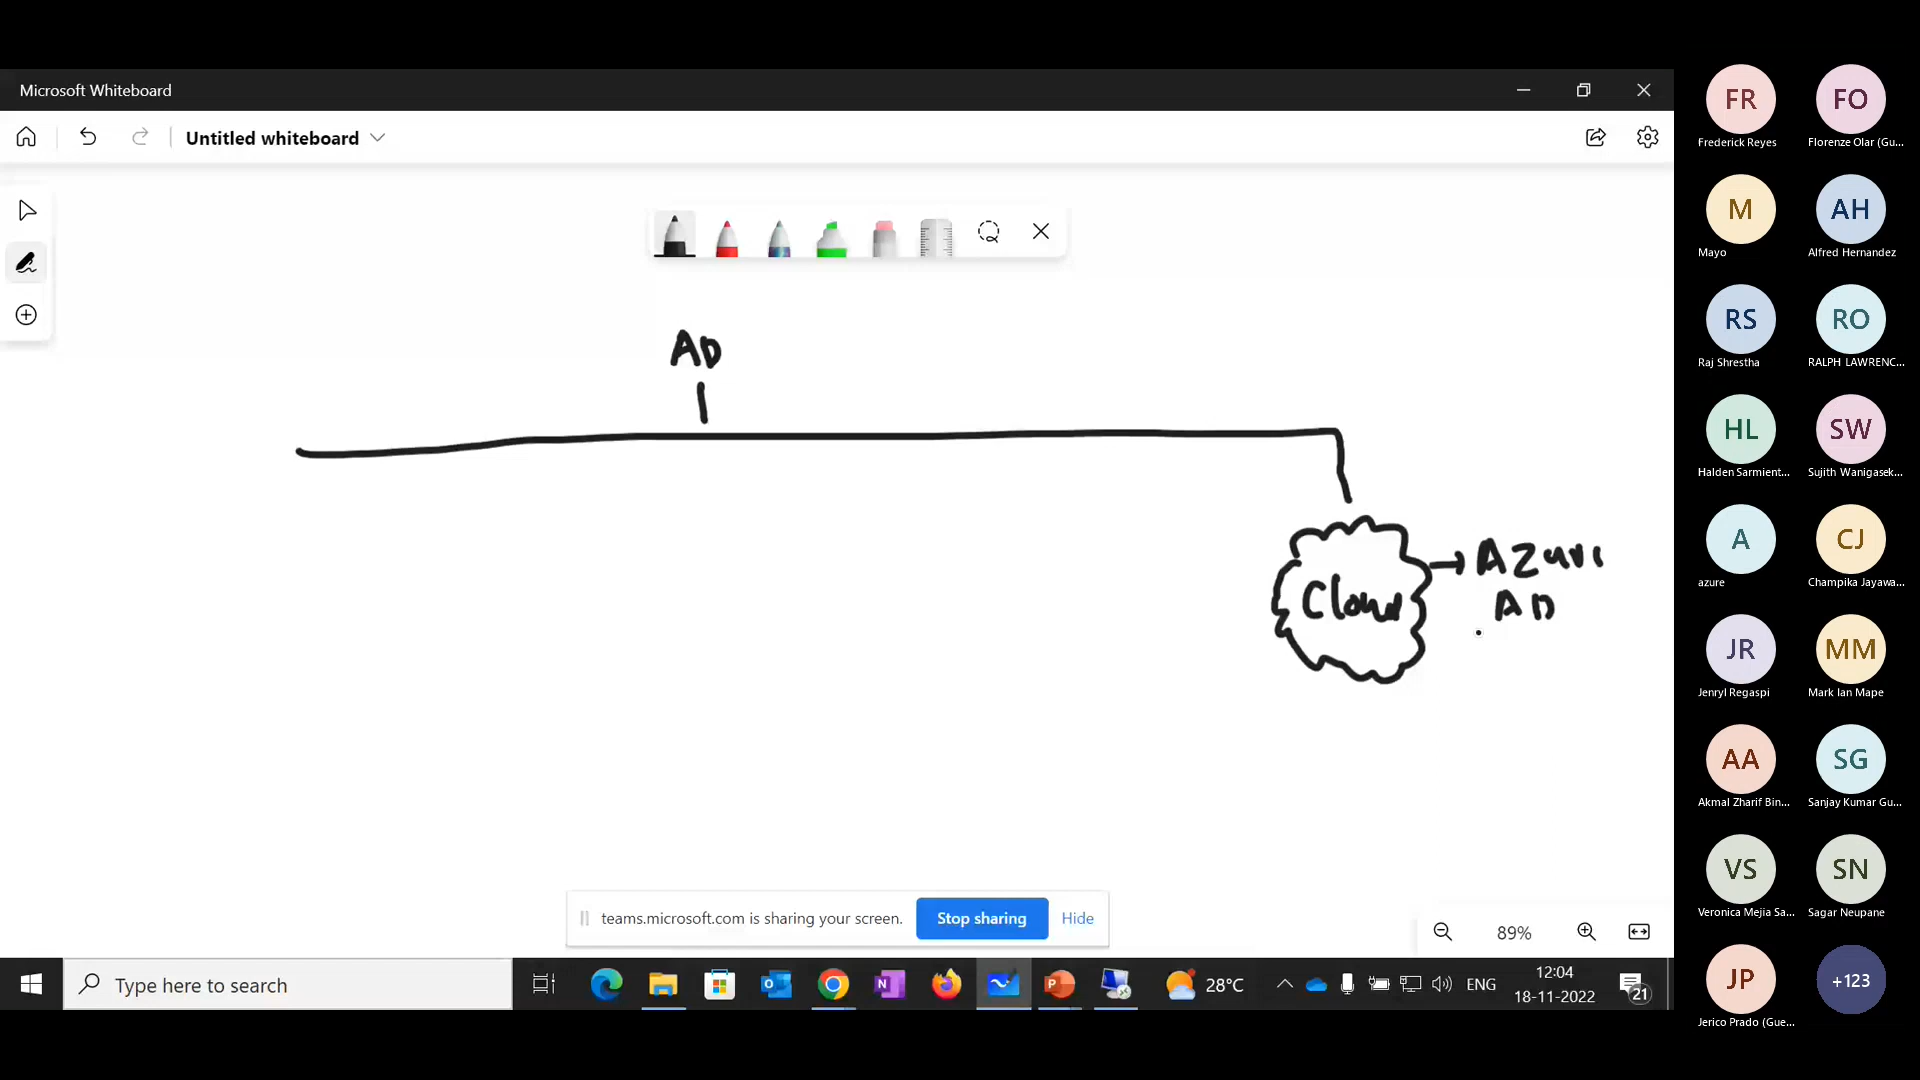 Microsoft Whiteboard
Untitled whiteboard
AD
Cloud
Azure
AD
teams.microsoft.com is sharing your screen.
Stop sharing
Hide
89%
Type here to search
28°C
ENG
12:04
18-11-2022
21
FR
FO
Frederick Reyes
Florenze Olar (Gu...
M
AH
Mayo
Alfred Hernandez
RS
RO
Raj Shrestha
RALPH LAWRENC...
HL
SW
Halden Sarmient...
Sujith Wanigasek...
A
CJ
azure
Champika Jayawa...
JR
MM
Jenryl Regaspi
Mark Ian Mape
AA
SG
Akmal Zharif Bin...
Sanjay Kumar Gu...
VS
SN
Veronica Mejia Sa...
Sagar Neupane
JP
+123
Jerico Prado (Gue...